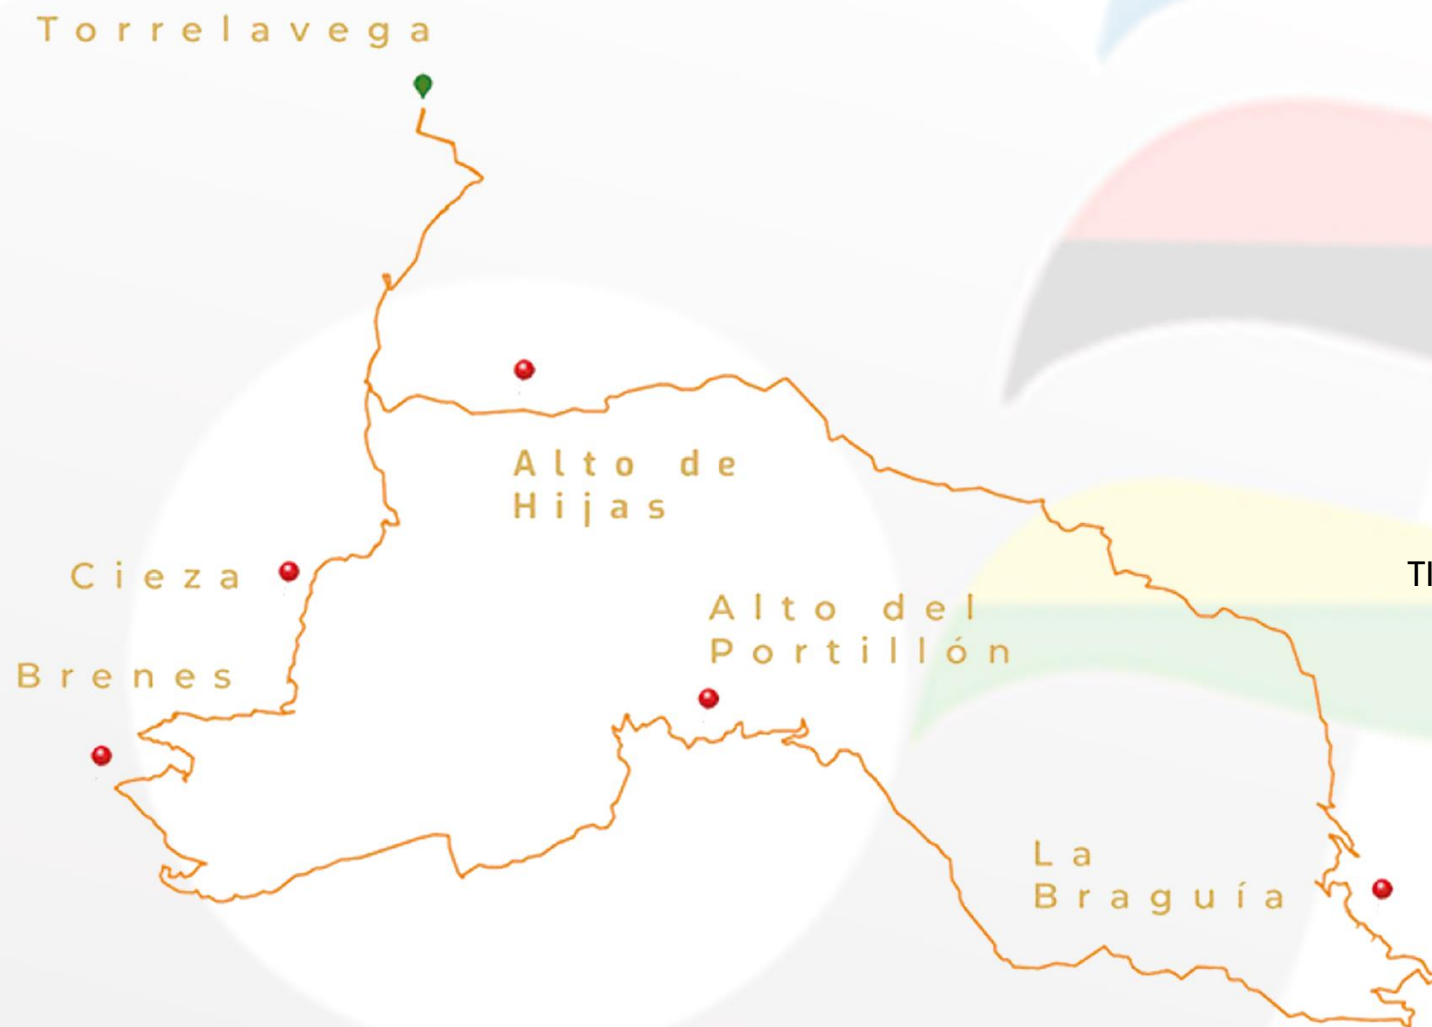 Torrelavega
Alto de
Hijas
Cieza
Alto del
Portillón
Brenes
La
Braguía